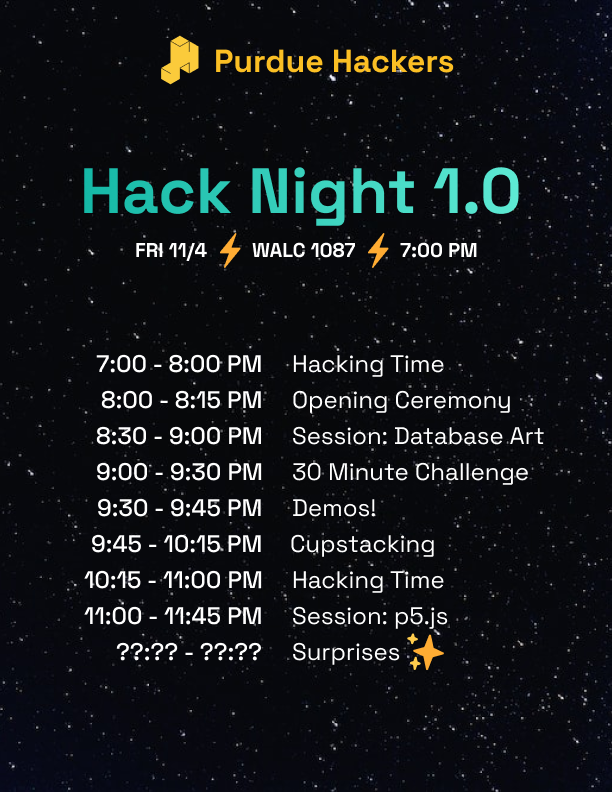 Purdue Hackers
Hack Night 1.0
FRI 11/4 ⚡ WALC 1087 ⚡ 7:00 PM
7:00 - 8:00 PM Hacking Time
8:00 - 8:15 PM Opening Ceremony
8:30 - 9:00 PM Session: Database Art
9:00 - 9:30 PM 30 Minute Challenge
9:30 - 9:45 PM Demos!
9:45 - 10:15 PM Cupstacking
10:15 - 11:00 PM Hacking Time
11:00 - 11:45 PM Session: p5.js
??:?? - ??:?? Surprises ✨